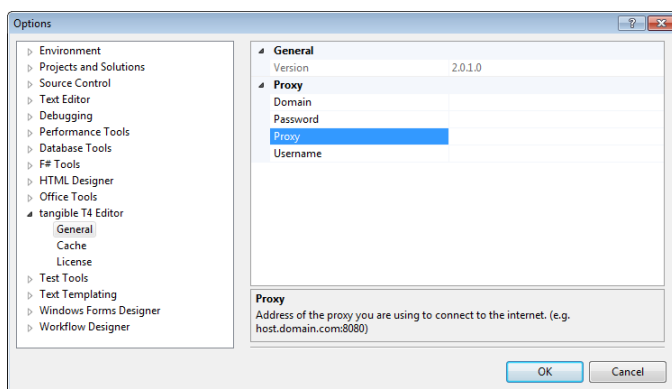 Options
Environment
Projects and Solutions
Source Control
Text Editor
Debugging
Performance Tools
Database Tools
F# Tools
HTML Designer
Office Tools
tangible T4 Editor
General
Cache
License
Test Tools
Text Templating
Windows Forms Designer
Workflow Designer
General
Version 2.0.1.0
Proxy
Domain
Password
Proxy
Username
Proxy
Address of the proxy you are using to connect to the internet. (e.g.
host.domain.com:8080)
OK Cancel